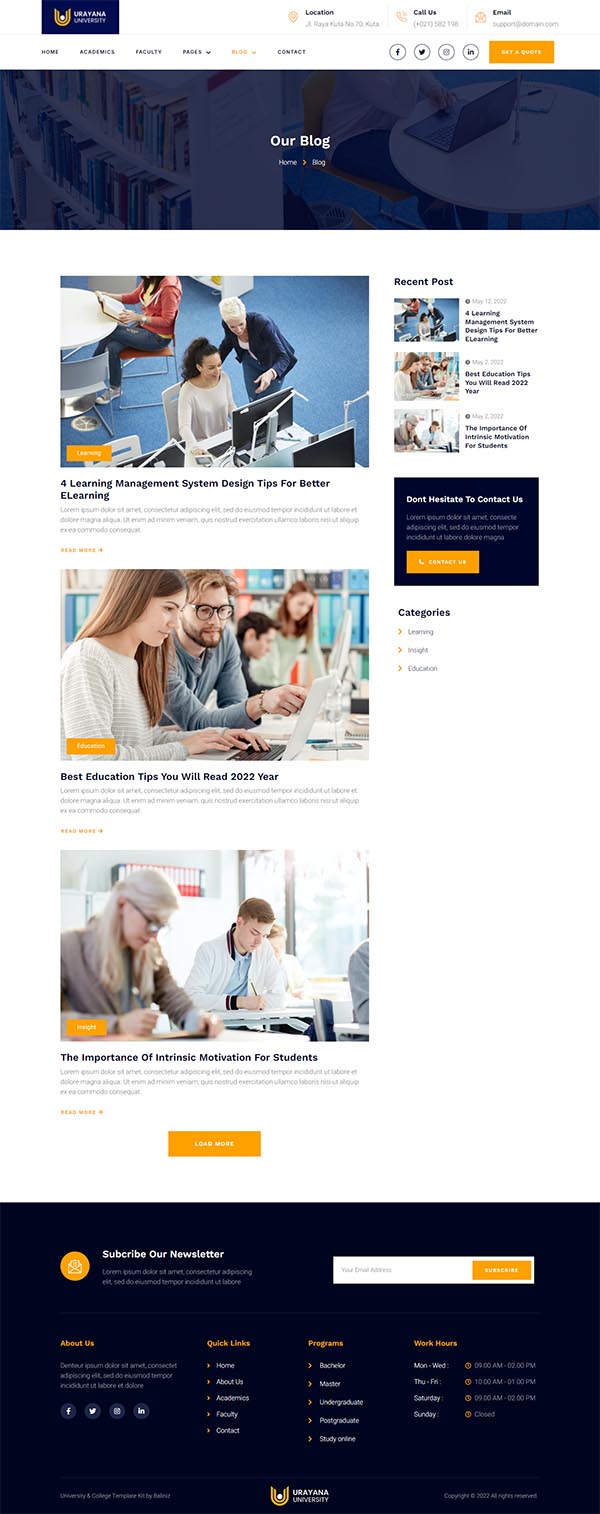 URAYANA
UNIVERSITY
Location
Jl. Raya Kuta No.70, Kuta
Call Us
(+021) 582 198
Email
support@domain.com
HOME
ACADEMICS
FACULTY
PAGES
BLOG
CONTACT
GET A QUOTE
Our Blog
Home
Blog
Learning
4 Learning Management System Design Tips For Better
ELearning
Lorem ipsum dolor sit amet, consectetur adipiscing elit, sed do eiusmod tempor incididunt ut labore et
dolore magna aliqua. Ut enim ad minim veniam, quis nostrud exercitation ullamco laboris nisi ut aliquip
ex ea commodo consequat.
READ MORE
Education
Best Education Tips You Will Read 2022 Year
Lorem ipsum dolor sit amet, consectetur adipiscing elit, sed do eiusmod tempor incididunt ut labore et
dolore magna aliqua. Ut enim ad minim veniam, quis nostrud exercitation ullamco laboris nisi ut aliquip
ex ea commodo consequat.
READ MORE
Insight
The Importance Of Intrinsic Motivation For Students
Lorem ipsum dolor sit amet, consectetur adipiscing elit, sed do eiusmod tempor incididunt ut labore et
dolore magna aliqua. Ut enim ad minim veniam, quis nostrud exercitation ullamco laboris nisi ut aliquip
ex ea commodo consequat.
READ MORE
LOAD MORE
Recent Post
May 12, 2022
4 Learning
Management System
Design Tips For Better
ELearning
May 2, 2022
Best Education Tips
You Will Read 2022
Year
May 2, 2022
The Importance Of
Intrinsic Motivation
For Students
Dont Hesitate To Contact Us
Lorem ipsum dolor sit amet, consecte
adipiscing elit, sed do eiusmod tempor
incididunt ut labore et dolore magna
CONTACT US
Categories
Learning
Insight
Education
Subcribe Our Newsletter
Lorem ipsum dolor sit amet, consectetur adipiscing
elit, sed do eiusmod tempor incididunt ut labore
Your Email Address
SUBSCRIBE
About Us
Denteur ipsum dolor sit amet, consectet
adipiscing elit, sed do eiusmod tempor
incididunt ut labore et dolore
Quick Links
Home
About Us
Academics
Faculty
Contact
Programs
Bachelor
Master
Undergraduate
Postgraduate
Study online
Work Hours
Mon - Wed : 09.00 AM - 02.00 PM
Thu - Fri : 10.00 AM - 01.00 PM
Saturday : 09.00 AM - 02.00 PM
Sunday : Closed
University & College Template Kit by Baliniz
URAYANA
UNIVERSITY
Copyright © 2022 All rights reserved.